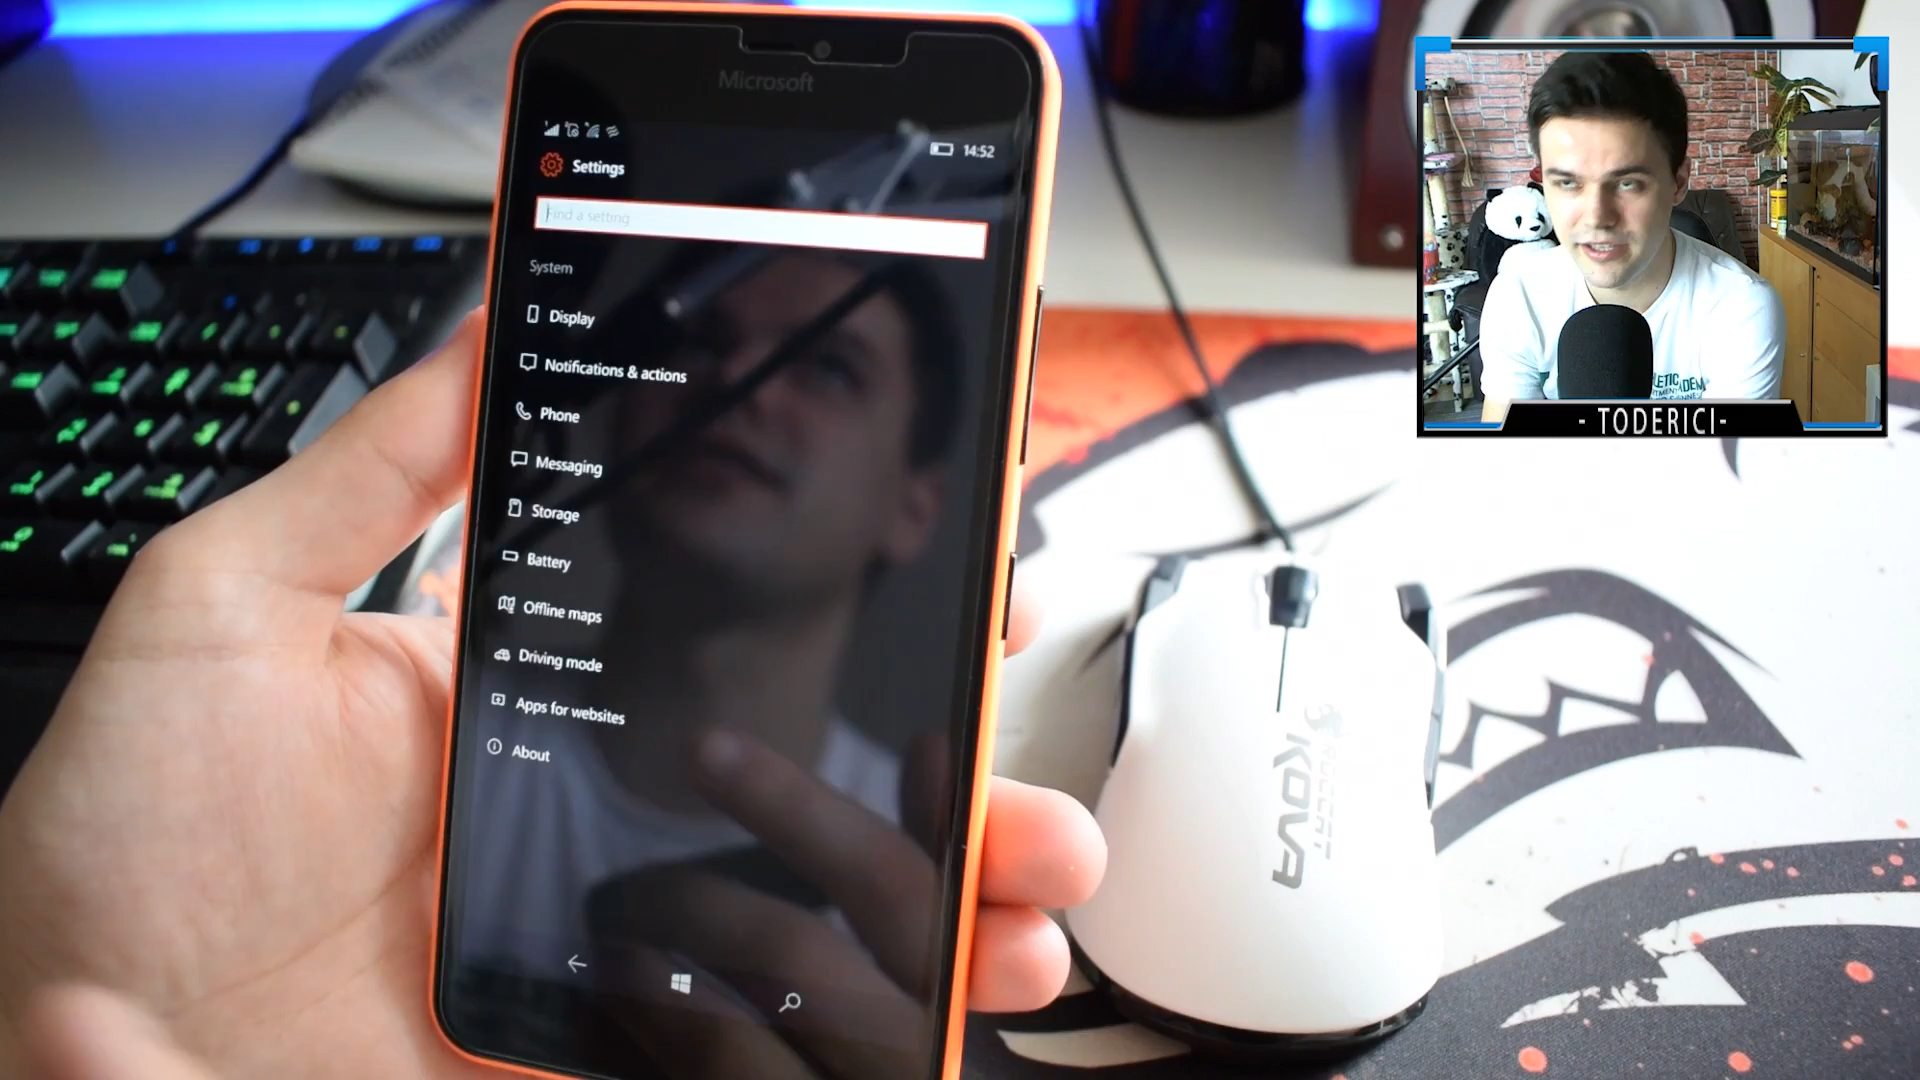 Microsoft
14:52
Settings
Find a setting
System
Display
Notifications & actions
Phone
Messaging
Storage
Battery
Offline maps
Driving mode
Apps for websites
About
- TODERICI-
ROCCAT
KOVA